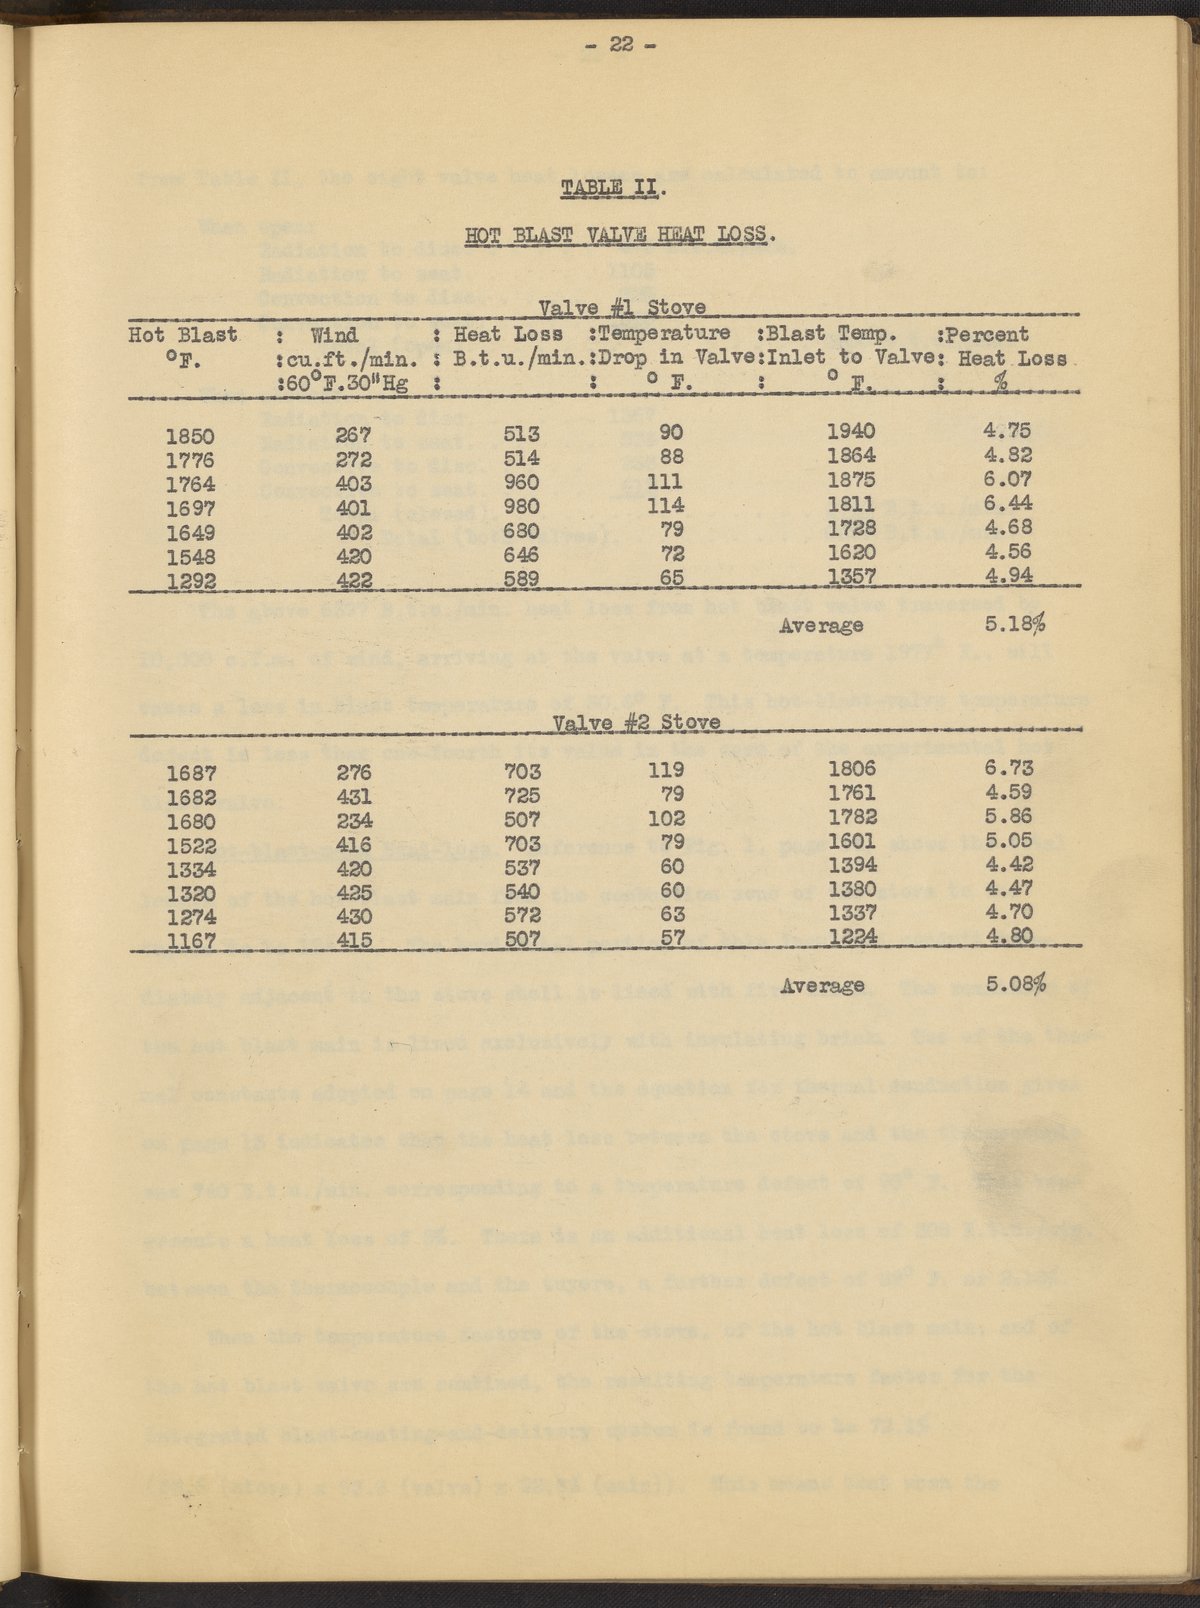 - 22 -
TABLE II.
HOT BLAST VALVE HEAT LOSS.
Valve #1 Stove
Hot Blast : Wind : Heat Loss :Temperature :Blast Temp. :Percent
°F. :cu.ft./min. : B.t.u./min.:Drop in Valve:Inlet to Valve: Heat Loss
:60°F.30"Hg : : ° F. : ° F. : %
1850 267 513 90 1940 4.75
1776 272 514 88 1864 4.82
1764 403 960 111 1875 6.07
1697 401 980 114 1811 6.44
1649 402 680 79 1728 4.68
1548 420 646 72 1620 4.56
1292 422 589 65 1357 4.94
Average 5.18%
Valve #2 Stove
1687 276 703 119 1806 6.73
1682 431 725 79 1761 4.59
1680 234 507 102 1782 5.86
1522 416 703 79 1601 5.05
1334 420 537 60 1394 4.42
1320 425 540 60 1380 4.47
1274 430 572 63 1337 4.70
1167 415 507 57 1224 4.80
Average 5.08%